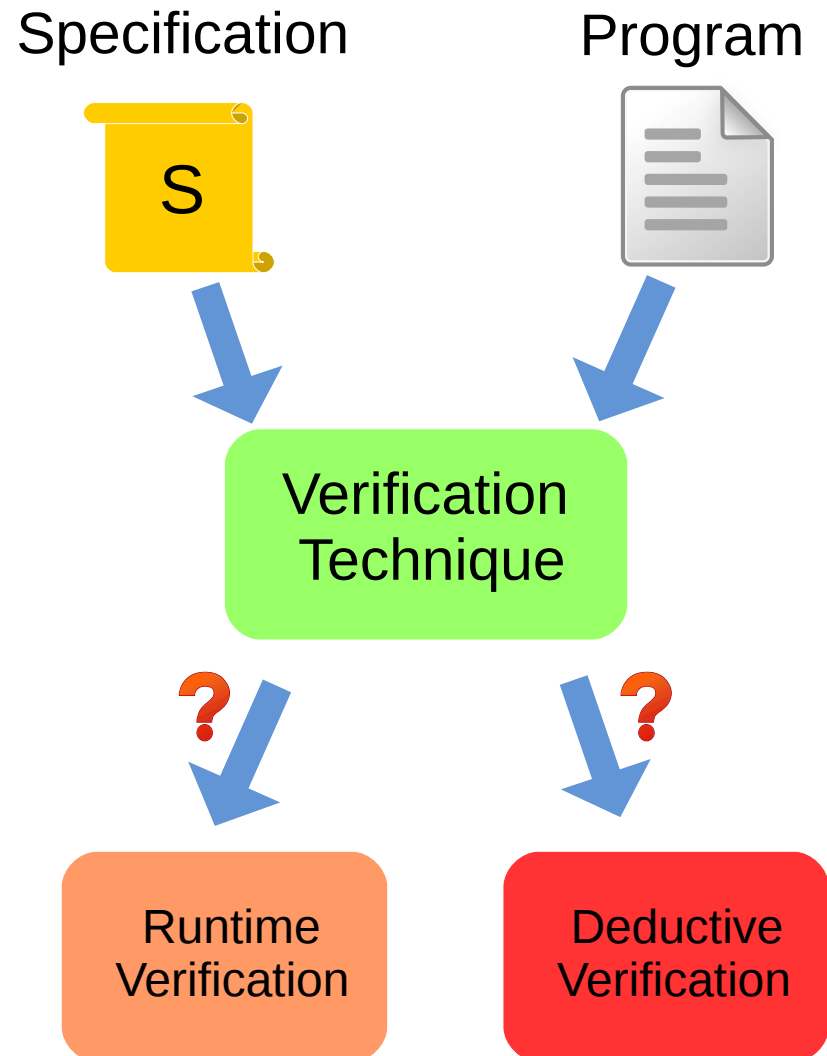 Specification
Program
S
Verification
Technique
?
?
Runtime
Verification
Deductive
Verification